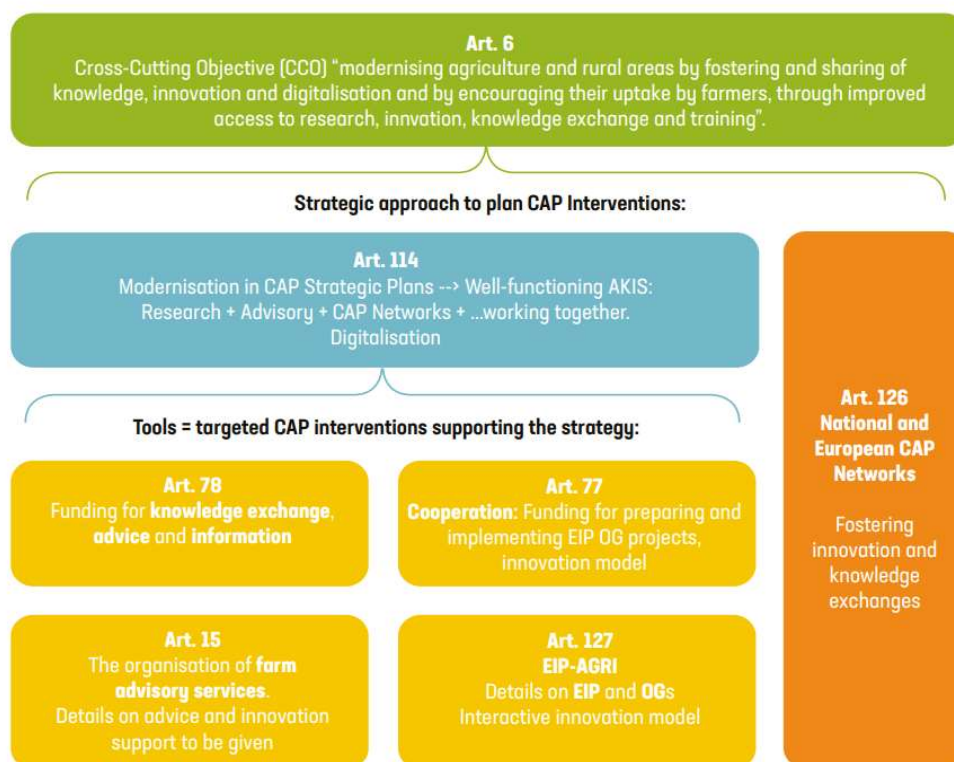 Art. 6
Cross-Cutting Objective (CCO) “modernising agriculture and rural areas by fostering and sharing of
knowledge, innovation and digitalisation and by encouraging their uptake by farmers, through improved
access to research, innvation, knowledge exchange and training”.
Strategic approach to plan CAP Interventions:
Art. 114
Modernisation in CAP Strategic Plans --> Well-functioning AKIS:
Research + Advisory + CAP Networks + ...working together.
Digitalisation
Tools = targeted CAP interventions supporting the strategy:
Art. 78
Funding for knowledge exchange,
advice and information
Art. 77
Cooperation: Funding for preparing and
implementing EIP OG projects,
innovation model
Art. 15
The organisation of farm
advisory services.
Details on advice and innovation
support to be given
Art. 127
EIP-AGRI
Details on EIP and OGs
Interactive innovation model
Art. 126
National and
European CAP
Networks
Fostering
innovation and
knowledge
exchanges